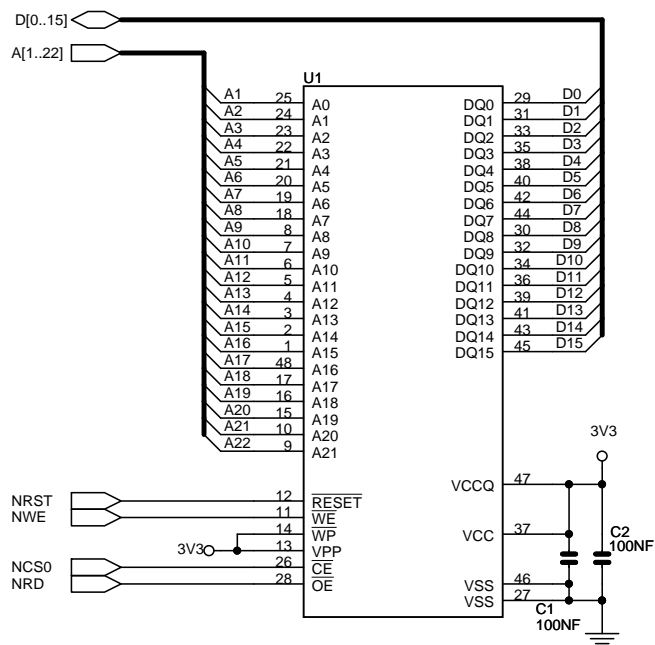 D[0..15]
A[1..22]
U1
A1 25 A0 DQ0 29 D0
A2 24 A1 DQ1 31 D1
A3 23 A2 DQ2 33 D2
A4 22 A3 DQ3 35 D3
A5 21 A4 DQ4 38 D4
A6 20 A5 DQ5 40 D5
A7 19 A6 DQ6 42 D6
A8 18 A7 DQ7 44 D7
A9 8 A8 DQ8 30 D8
A10 7 A9 DQ9 32 D9
A11 6 A10 DQ10 34 D10
A12 5 A11 DQ11 36 D11
A13 4 A12 DQ12 39 D12
A14 3 A13 DQ13 41 D13
A15 2 A14 DQ14 43 D14
A16 1 A15 DQ15 45 D15
A17 48 A16
A18 17 A17
A19 16 A18
A20 15 A19
A21 10 A20
A22 9 A21
3V3
VCCQ 47
NRST 12 RESET
NWE 11 WE
14 WP VCC 37 C2
3V3 13 VPP 100NF
NCS0 26 CE
NRD 28 OE VSS 46
VSS 27
C1
100NF